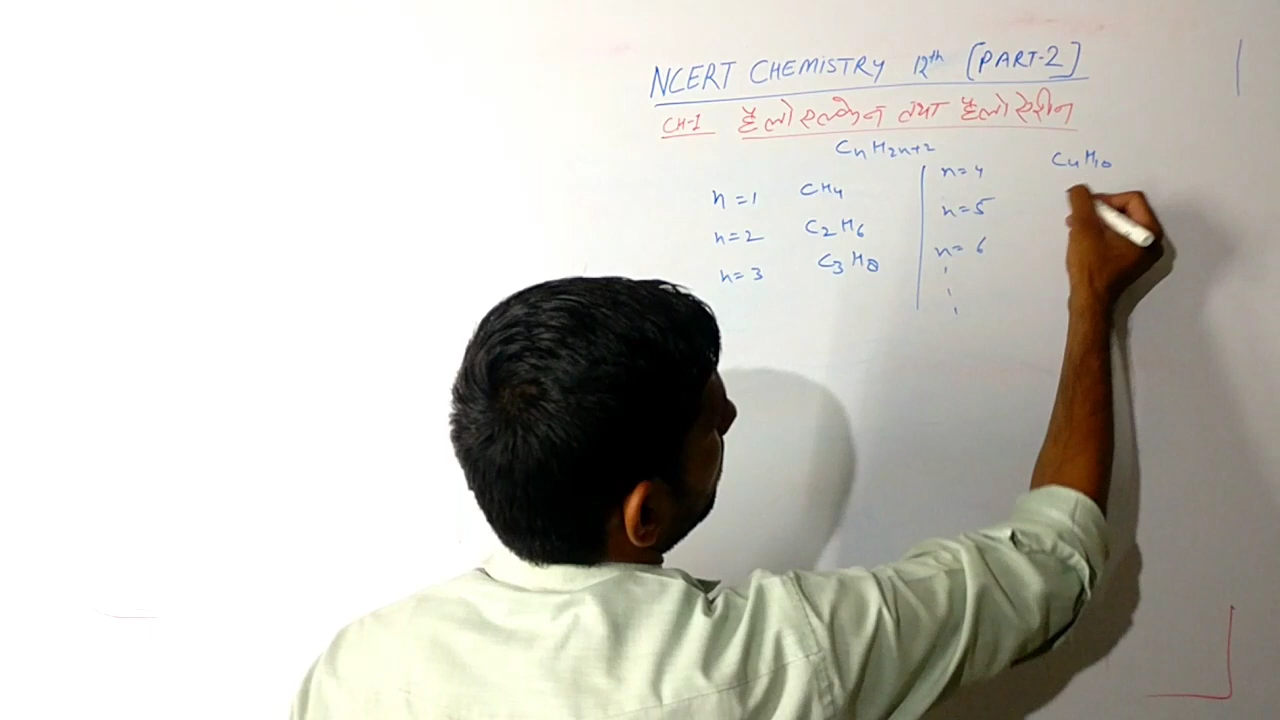 NCERT CHEMISTRY 12th [PART-2]
CH-1 हैलो एल्केन तथा हैलो ऐरीन
CnH2n+2
n=1 CH4
n=2 C2H6
n=3 C3H8
n=4 C4H10
n=5
n=6